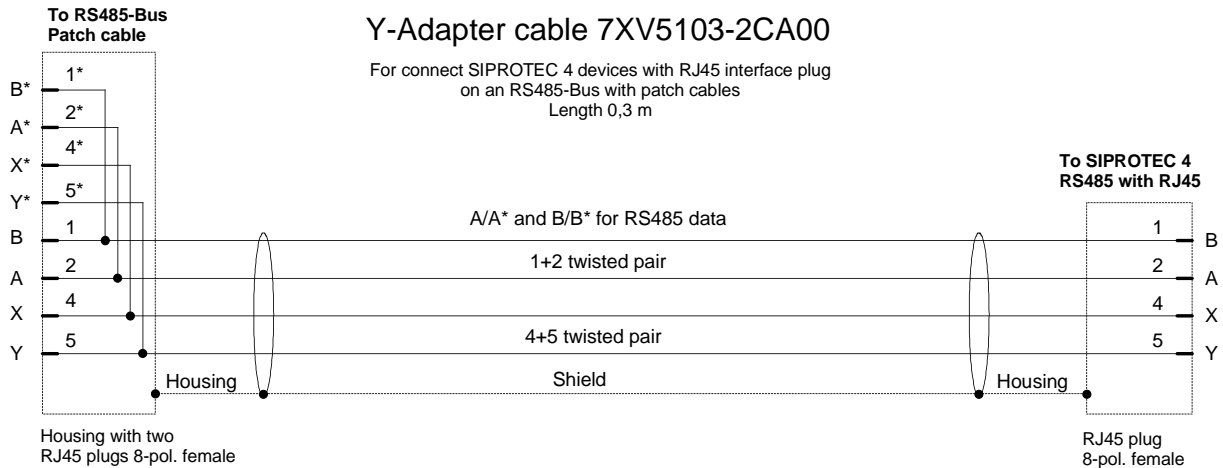 To RS485-Bus
Patch cable
Y-Adapter cable 7XV5103-2CA00
For connect SIPROTEC 4 devices with RJ45 interface plug
on an RS485-Bus with patch cables
Length 0,3 m
B* 1*
A* 2*
X* 4*
Y* 5*
B 1
A 2
X 4
Y 5
To SIPROTEC 4
RS485 with RJ45
A/A* and B/B* for RS485 data
1+2 twisted pair
4+5 twisted pair
1 B
2 A
4 X
5 Y
Housing
Shield
Housing
Housing with two
RJ45 plugs 8-pol. female
RJ45 plug
8-pol. female